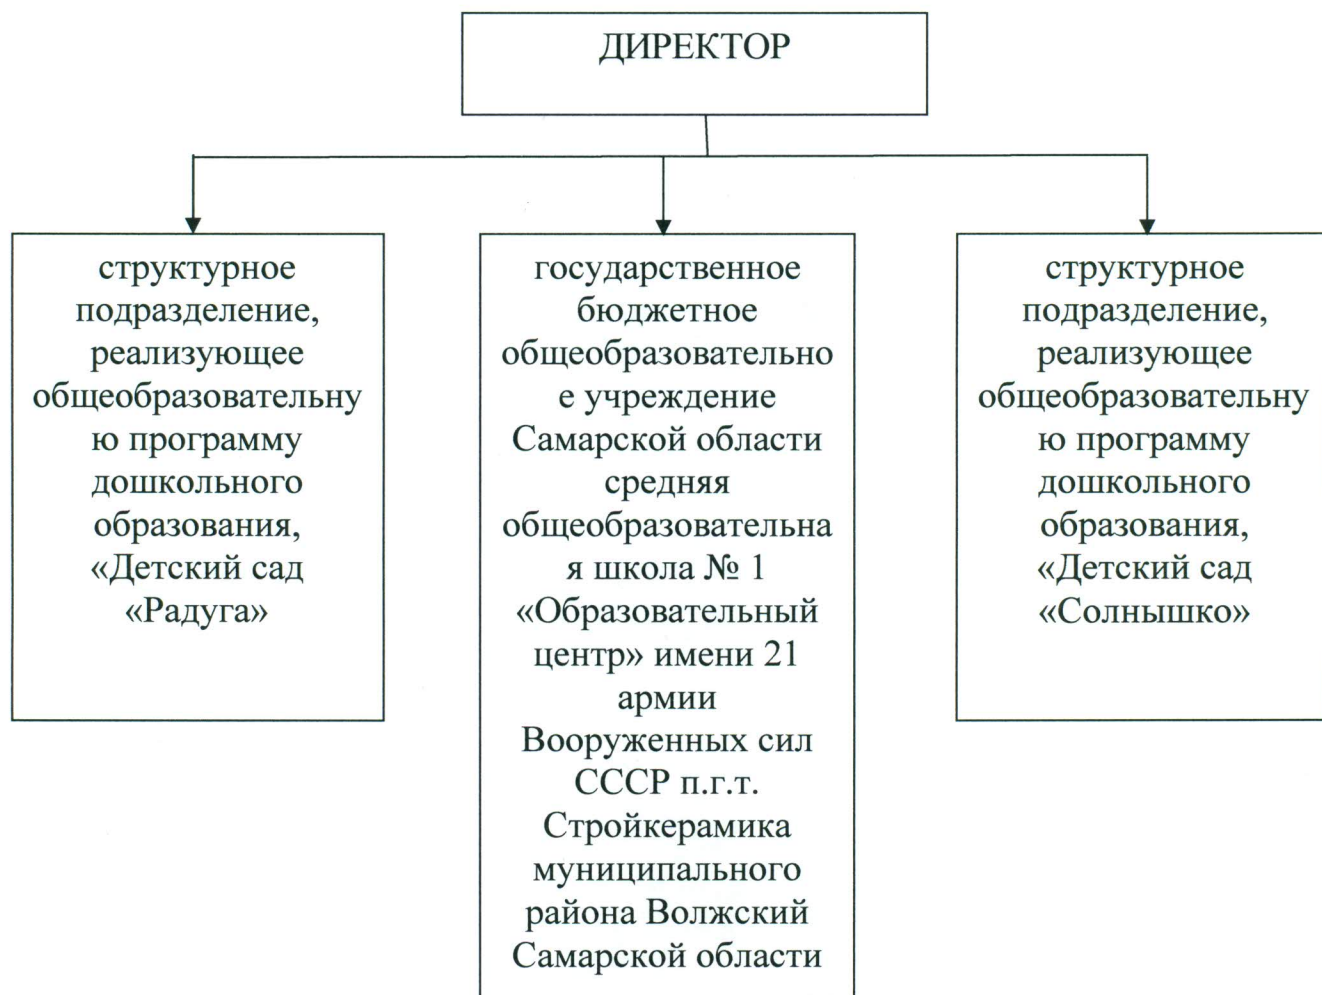 ДИРЕКТОР
структурное
подразделение,
реализующее
общеобразовательну
ю программу
дошкольного
образования,
«Детский сад
«Радуга»
государственное
бюджетное
общеобразовательно
е учреждение
Самарской области
средняя
общеобразовательна
я школа № 1
«Образовательный
центр» имени 21
армии
Вооруженных сил
СССР п.г.т.
Стройкерамика
муниципального
района Волжский
Самарской области
структурное
подразделение,
реализующее
общеобразовательну
ю программу
дошкольного
образования,
«Детский сад
«Солнышко»